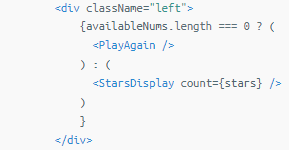 <div className="left">
{availableNums.length === 0 ? (
<PlayAgain />
) : (
<StarsDisplay count={stars} />
)
}
</div>